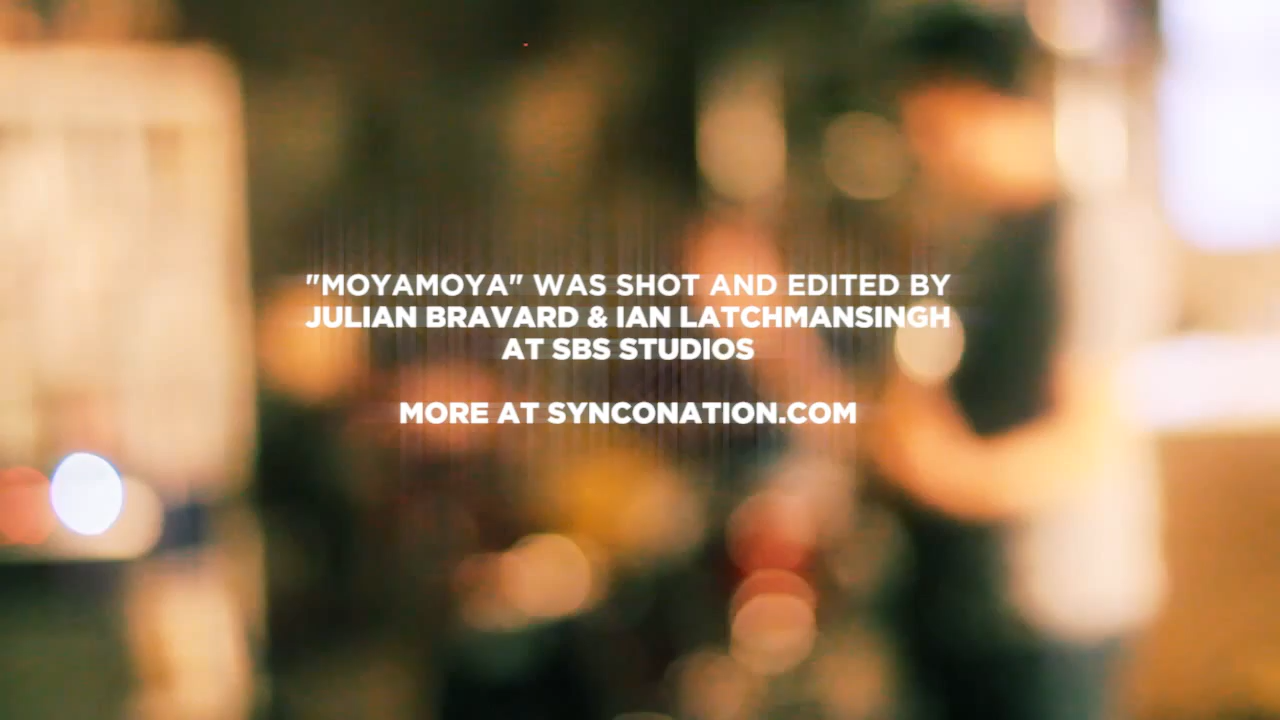 "MOYAMOYA" WAS SHOT AND EDITED BY
JULIAN BRAVARD & IAN LATCHMANSINGH
AT SBS STUDIOS
MORE AT SYNCONATION.COM